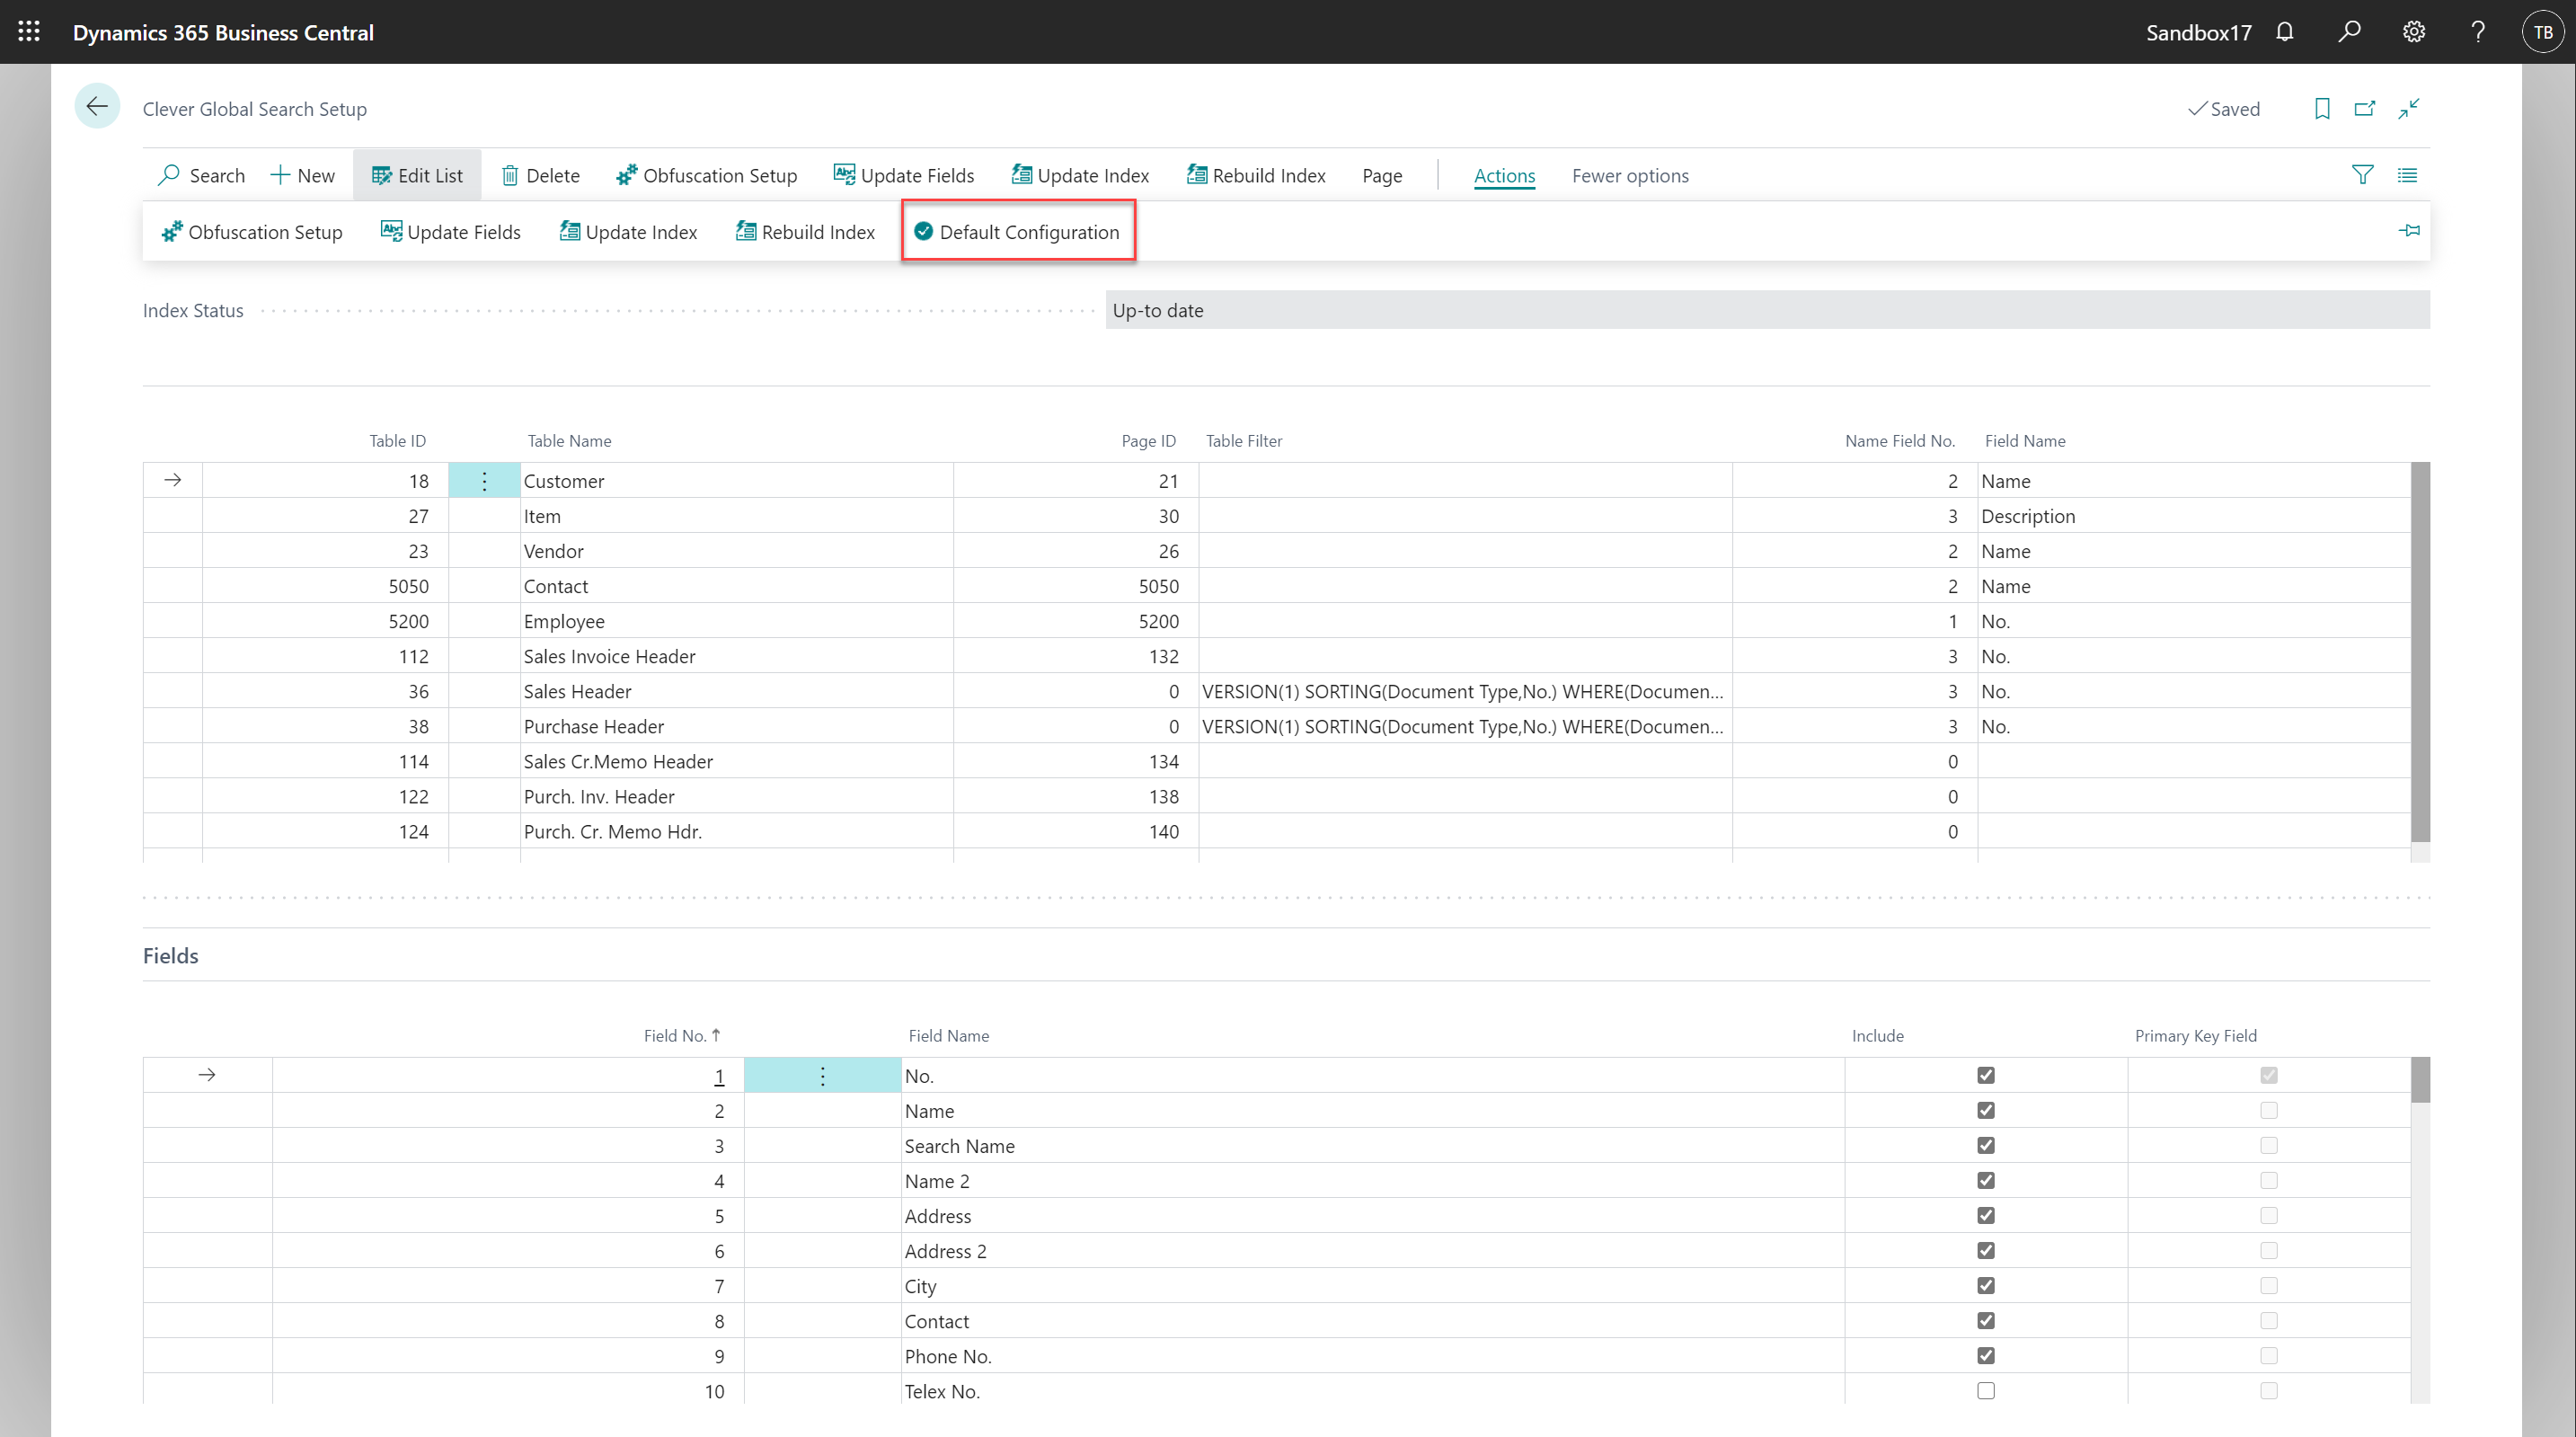 Dynamics 365 Business Central Sandbox17 ? TB
Clever Global Search Setup Saved
Search New Edit List Delete Obfuscation Setup Update Fields Update Index Rebuild Index Page Actions Fewer options
Obfuscation Setup Update Fields Update Index Rebuild Index Default Configuration
Index Status Up-to date
Table ID Table Name Page ID Table Filter Name Field No. Field Name
18 Customer 21 2 Name
27 Item 30 3 Description
23 Vendor 26 2 Name
5050 Contact 5050 2 Name
5200 Employee 5200 1 No.
112 Sales Invoice Header 132 3 No.
36 Sales Header 0 VERSION(1) SORTING(Document Type,No.) WHERE(Documen... 3 No.
38 Purchase Header 0 VERSION(1) SORTING(Document Type,No.) WHERE(Documen... 3 No.
114 Sales Cr.Memo Header 134 0
122 Purch. Inv. Header 138 0
124 Purch. Cr. Memo Hdr. 140 0
Fields
Field No. ↑ Field Name Include Primary Key Field
1 No.
2 Name
3 Search Name
4 Name 2
5 Address
6 Address 2
7 City
8 Contact
9 Phone No.
10 Telex No.